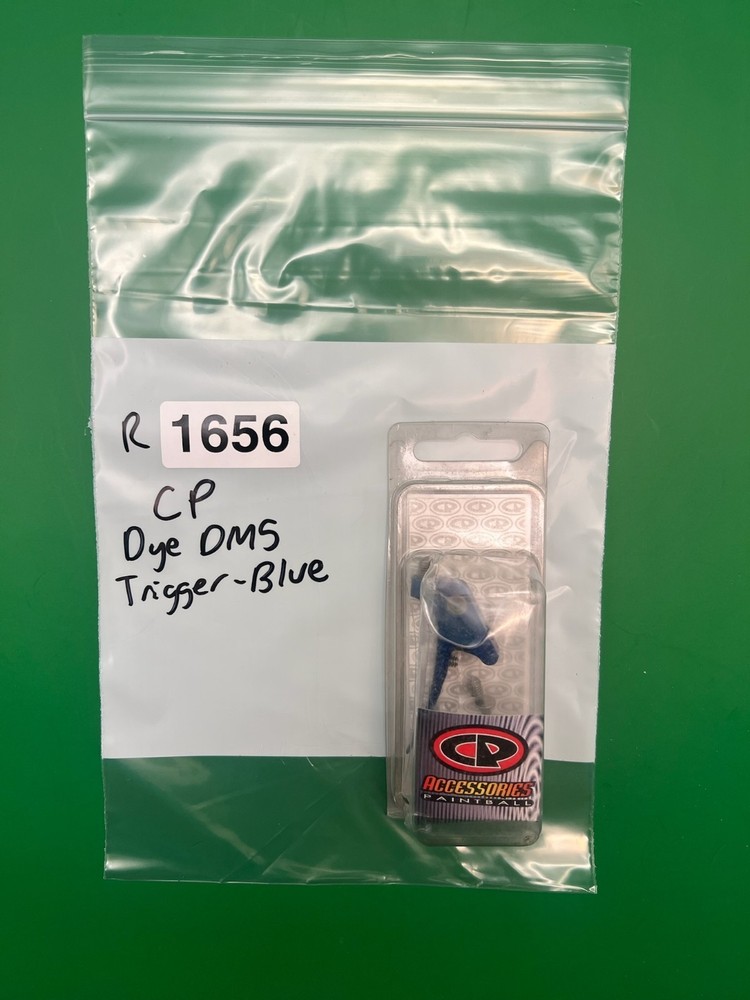 R 1656
CP
Dye DM5
Trigger-Blue
CP
ACCESSORIES
PAINTBALL